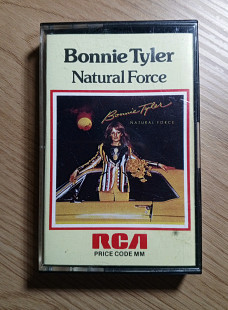 Bonnie Tyler
Natural Force
Bonnie Tyler
NATURAL FORCE
RCA
PRICE CODE MM